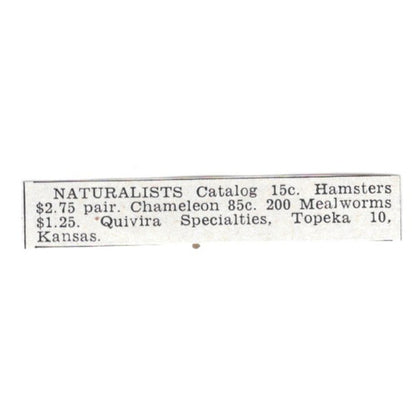 NATURALISTS Catalog 15c. Hamsters
$2.75 pair. Chameleon 85c. 200 Mealworms
$1.25. Quivira Specialties, Topeka 10,
Kansas.